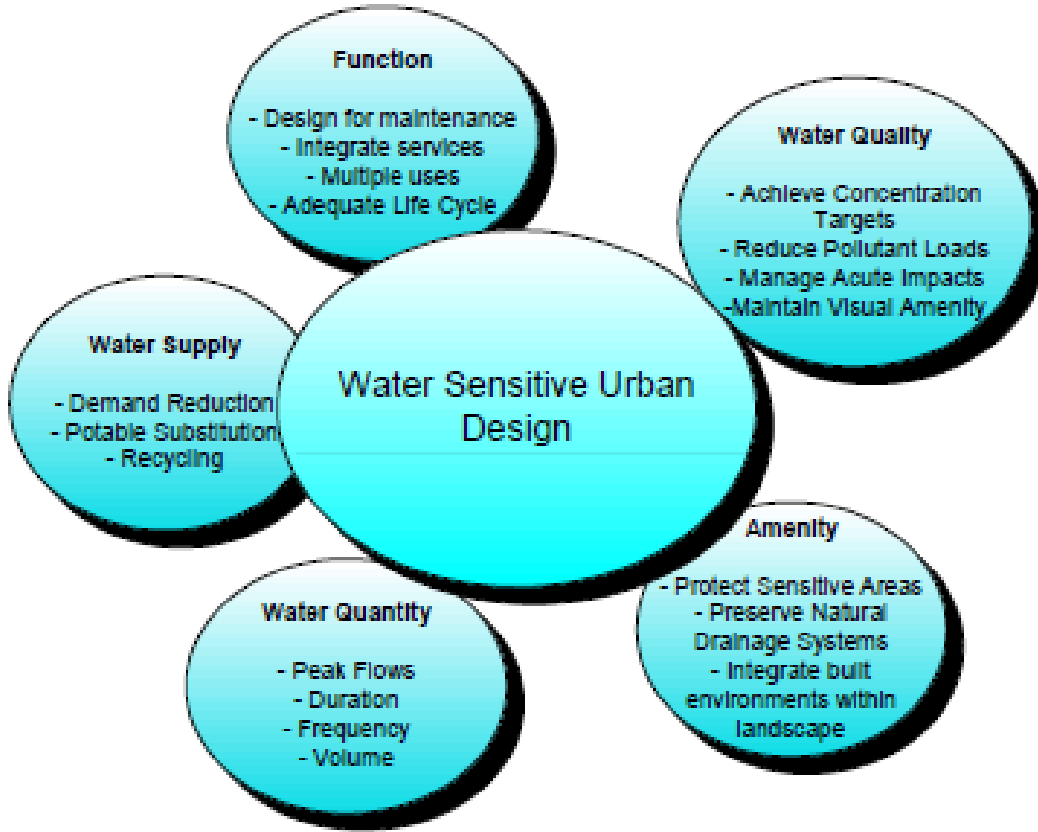 Function
- Design for maintenance
- Integrate services
- Multiple uses
- Adequate Life Cycle
Water Quality
- Achieve Concentration
Targets
- Reduce Pollutant Loads
- Manage Acute Impacts
-Maintain Visual Amenity
Water Supply
- Demand Reduction
- Potable Substitution
- Recycling
Water Sensitive Urban
Design
Water Quantity
- Peak Flows
- Duration
- Frequency
- Volume
Amenity
- Protect Sensitive Areas
- Preserve Natural
Drainage Systems
- Integrate built
environments within
landscape